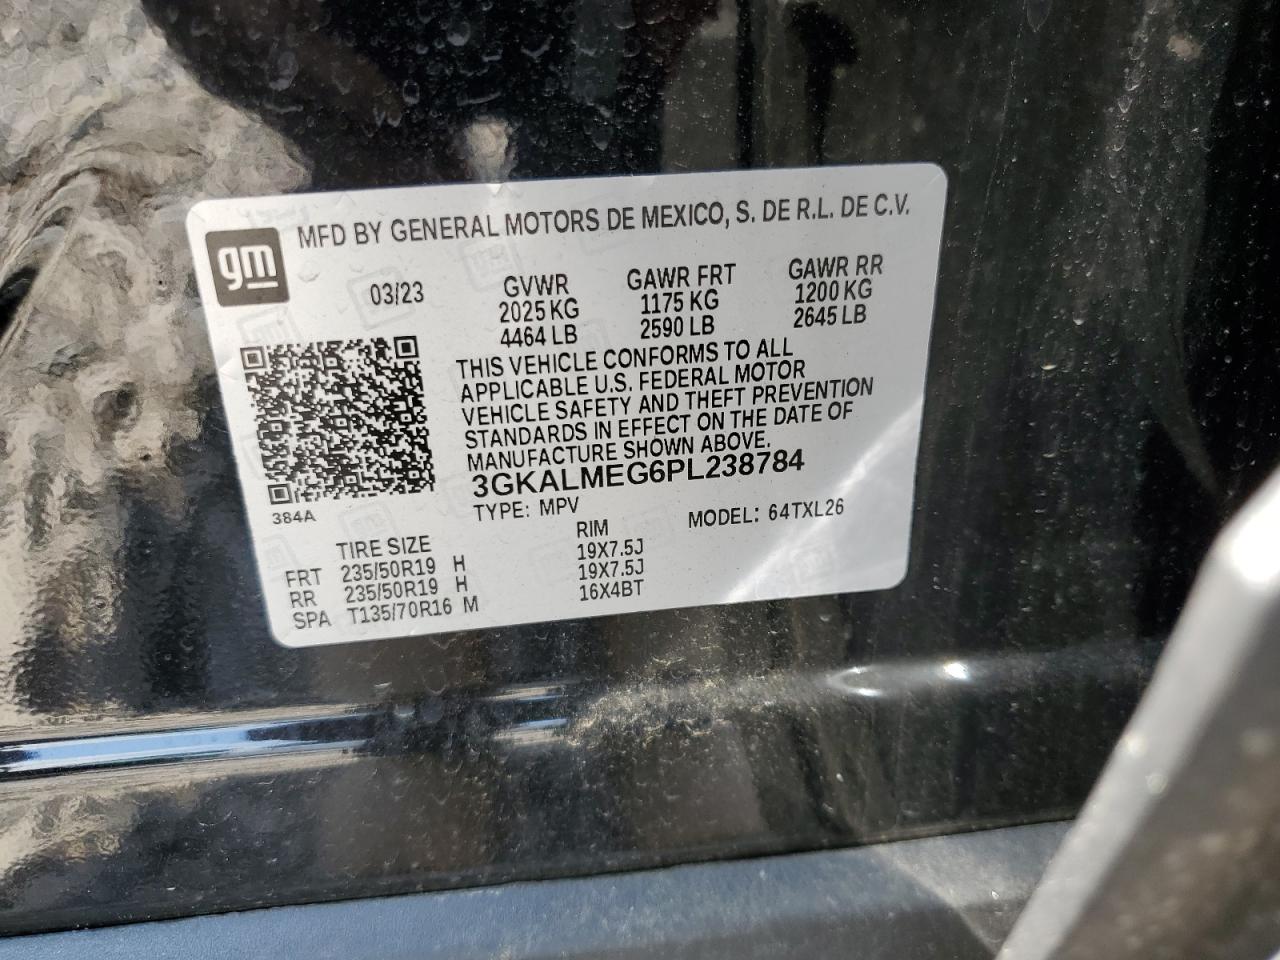 MFD BY GENERAL MOTORS DE MEXICO, S. DE R.L. DE C.V.
gm
03/23
GVWR
2025 KG
4464 LB
GAWR FRT
1175 KG
2590 LB
GAWR RR
1200 KG
2645 LB
THIS VEHICLE CONFORMS TO ALL
APPLICABLE U.S. FEDERAL MOTOR
VEHICLE SAFETY AND THEFT PREVENTION
STANDARDS IN EFFECT ON THE DATE OF
MANUFACTURE SHOWN ABOVE.
3GKALMEG6PL238784
384A
TYPE: MPV
MODEL: 64TXL26
TIRE SIZE RIM
FRT 235/50R19 H 19X7.5J
RR 235/50R19 H 19X7.5J
SPA T135/70R16 M 16X4BT